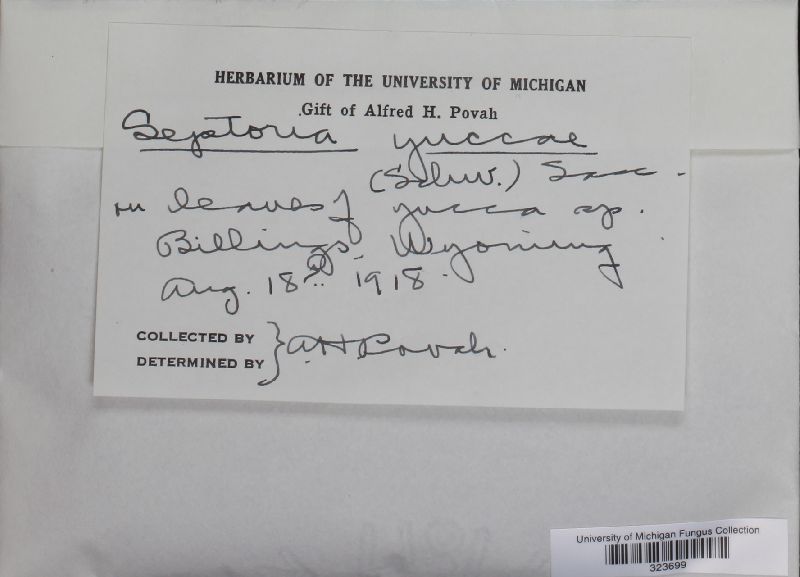 HERBARIUM OF THE UNIVERSITY OF MICHIGAN
Gift of Alfred H. Povah
Septoria yuccae
(Schw.) Sacc.
on leaves of yucca sp.
Billings, Wyoming
Aug. 18 1918.
COLLECTED BY
DETERMINED BY } A H Povah.
University of Michigan Fungus Collection
323699